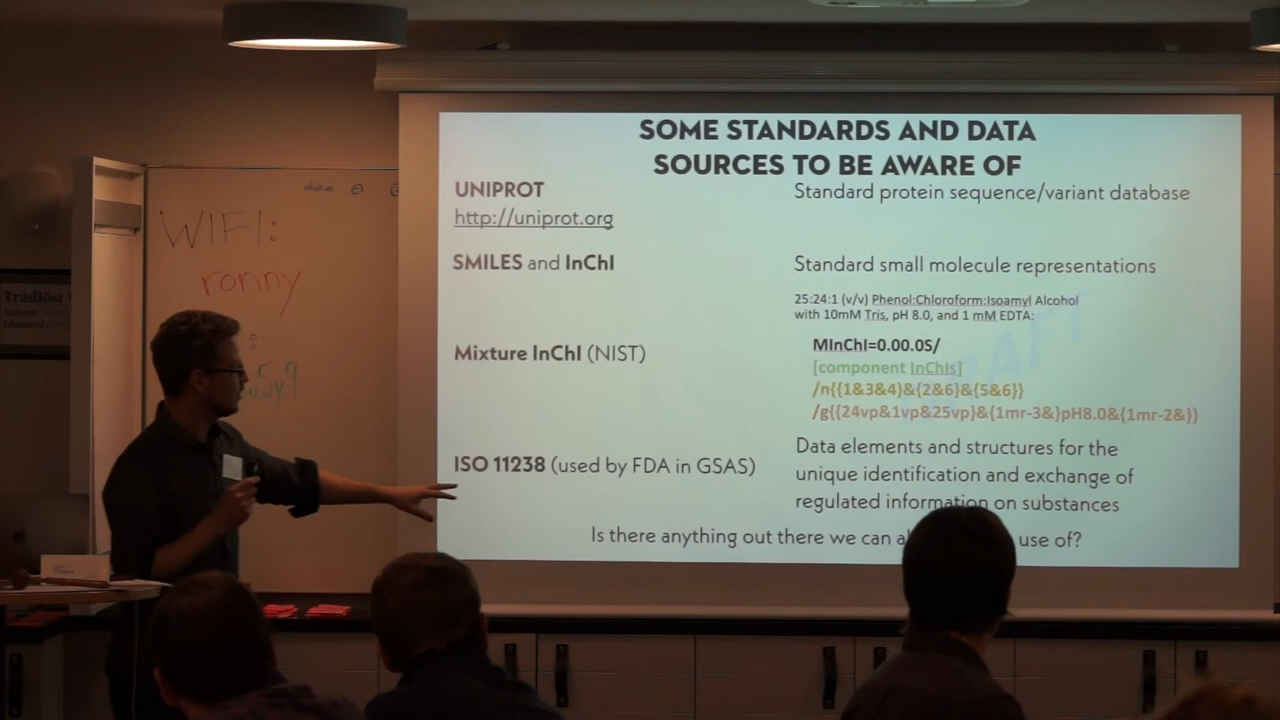 SOME STANDARDS AND DATA
SOURCES TO BE AWARE OF
UNIPROT
http://uniprot.org
Standard protein sequence/variant database
SMILES and InChI
Standard small molecule representations
25:24:1 (v/v) Phenol:Chloroform:Isoamyl Alcohol
with 10mM Tris, pH 8.0, and 1 mM EDTA:
Mixture InChI (NIST)
MInChI=0.00.0S/
[component InChIs]
/n{{1&3&4}&{2&6}&{5&6}}
/g{{24vp&1vp&25vp}&{1mr-3&}pH8.0&{1mr-2&}}
DRAFT
ISO 11238 (used by FDA in GSAS)
Data elements and structures for the
unique identification and exchange of
regulated information on substances
Is there anything out there we can use of?
WIFI:
ronny
Trådlöst